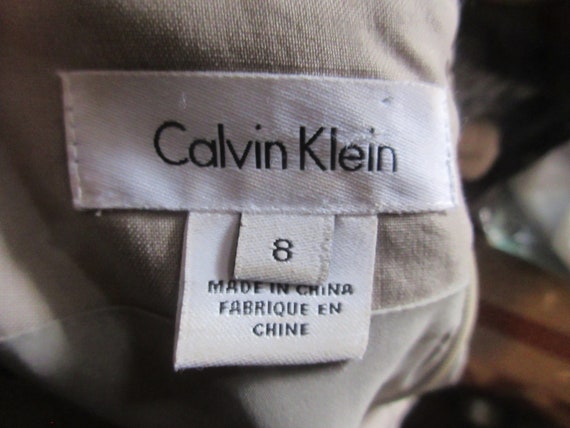 Calvin Klein
8
MADE IN CHINA
FABRIQUE EN
CHINE